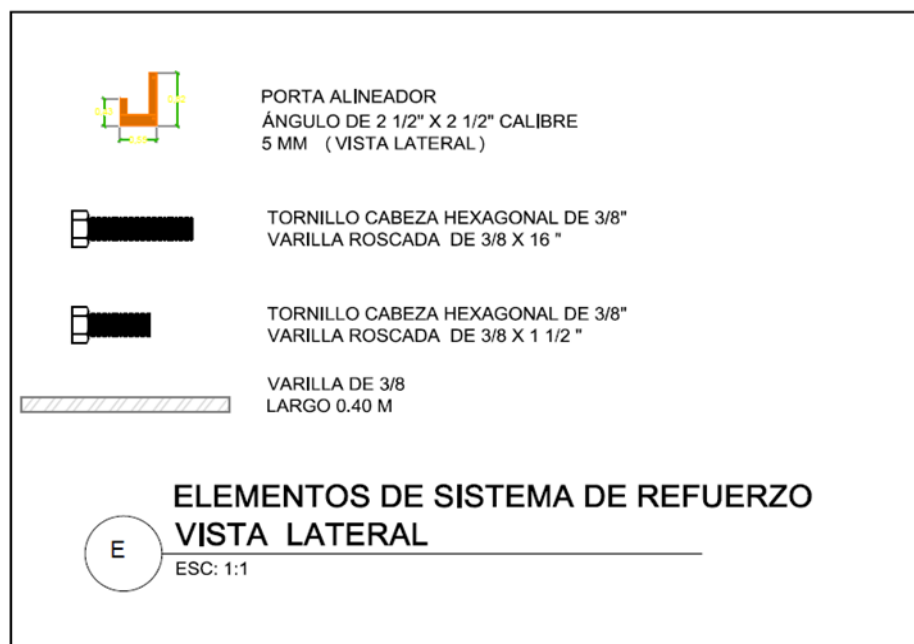 PORTA ALINEADOR
ÁNGULO DE 2 1/2" X 2 1/2" CALIBRE
5 MM ( VISTA LATERAL )
TORNILLO CABEZA HEXAGONAL DE 3/8"
VARILLA ROSCADA DE 3/8 X 16 "
TORNILLO CABEZA HEXAGONAL DE 3/8"
VARILLA ROSCADA DE 3/8 X 1 1/2 "
VARILLA DE 3/8
LARGO 0.40 M
ELEMENTOS DE SISTEMA DE REFUERZO
VISTA LATERAL
E
ESC: 1:1